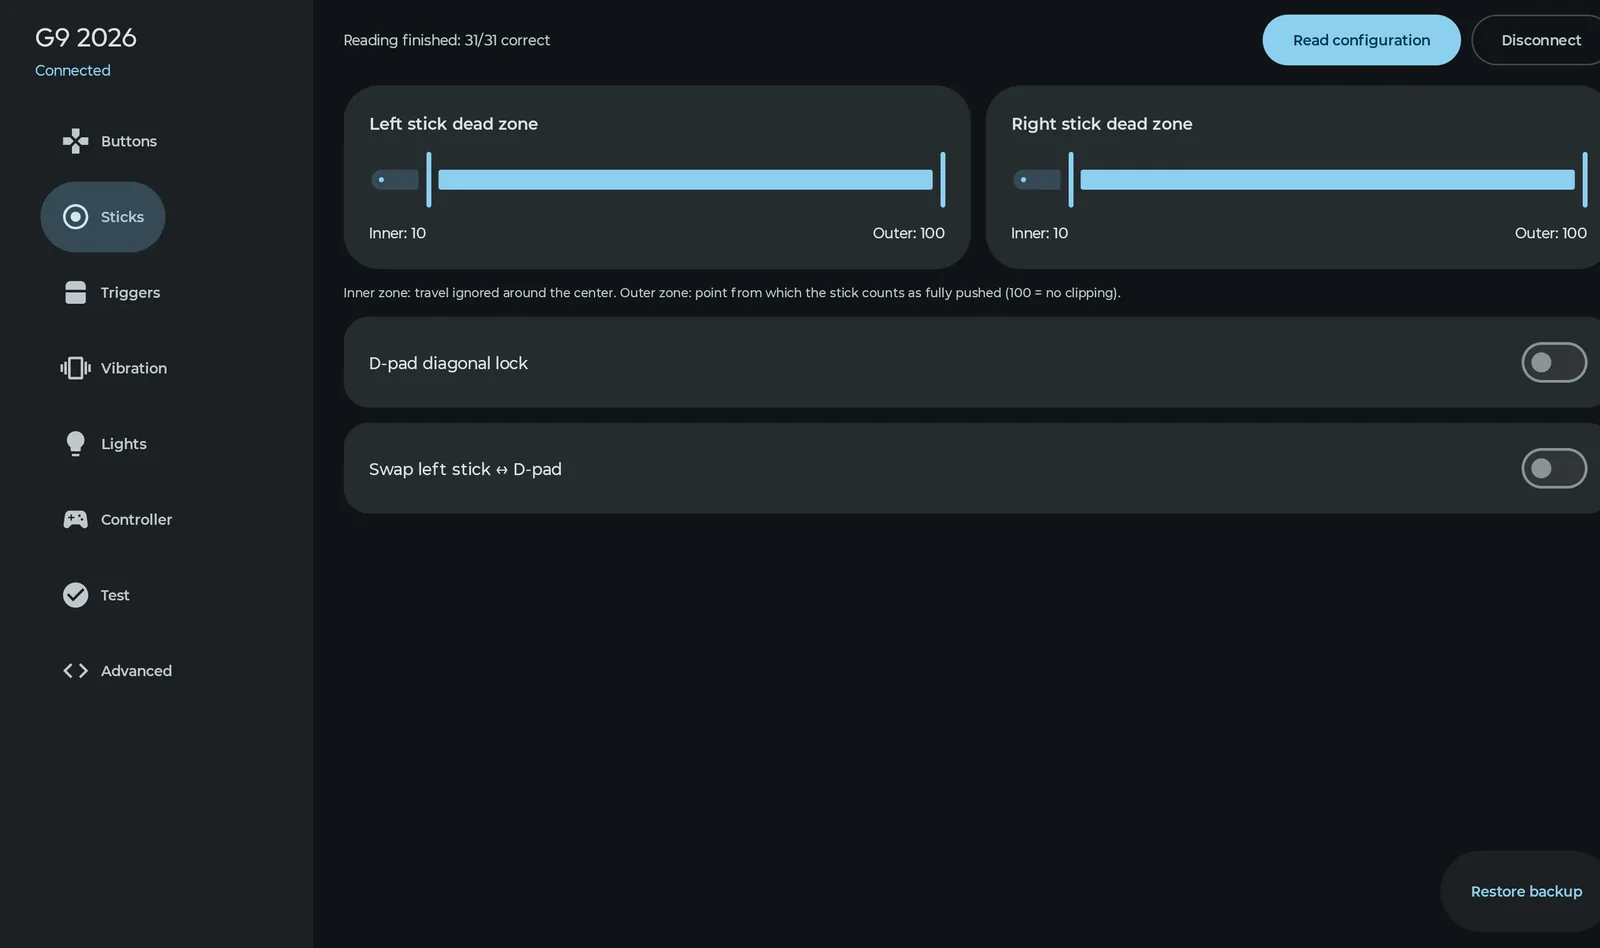 G9 2026
Connected
Buttons
Sticks
Triggers
Vibration
Lights
Controller
Test
Advanced
Reading finished: 31/31 correct
Read configuration
Disconnect
Left stick dead zone
Inner: 10
Outer: 100
Right stick dead zone
Inner: 10
Outer: 100
Inner zone: travel ignored around the center. Outer zone: point from which the stick counts as fully pushed (100 = no clipping).
D-pad diagonal lock
Swap left stick ↔ D-pad
Restore backup